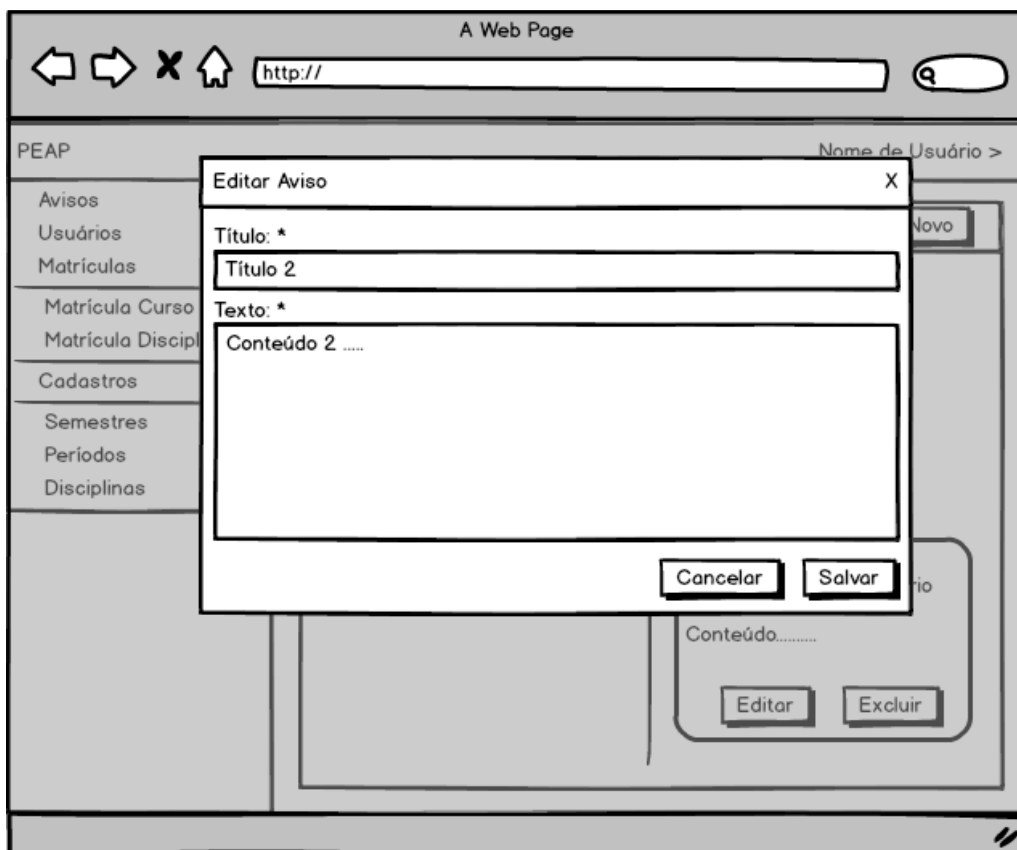 A Web Page
http://
PEAP
Nome de Usuário >
Editar Aviso
X
Avisos
Usuários
Matrículas
Matrícula Curso
Matrícula
Cadastros
Semestres
Períodos
Disciplinas
Novo
Título: *
Título 2
Texto: *
Conteúdo 2 .....
Cancelar
Salvar
Conteúdo..........
Editar
Excluir